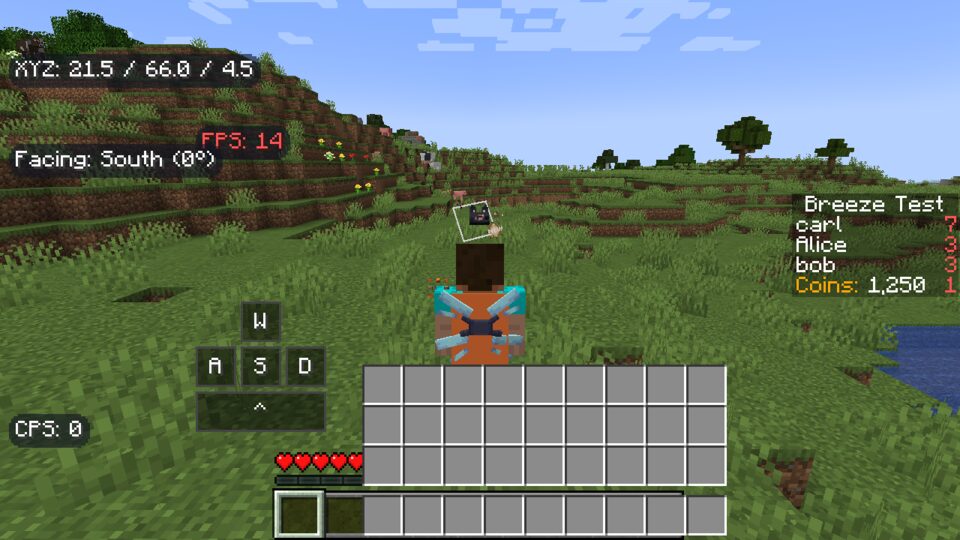 XYZ: 21.5 / 66.0 / 4.5
FPS: 14
Facing: South (0°)
Breeze Test
carl 7
Alice 3
bob 3
Coins: 1,250 1
W
A S D
^
CPS: 0